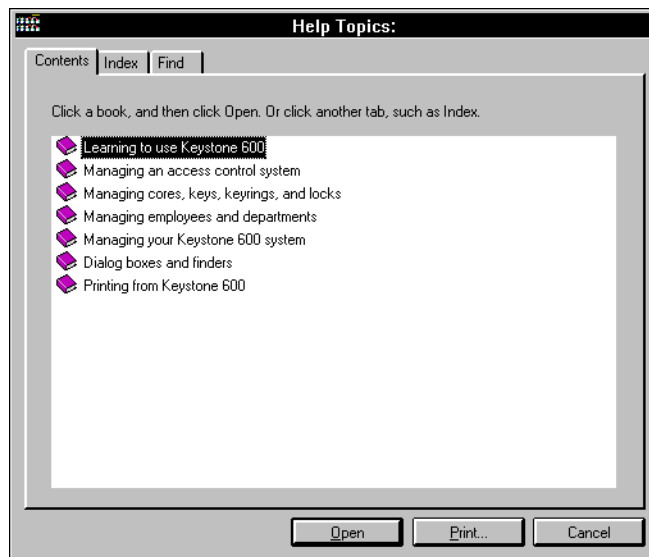 Help Topics:
Contents Index Find
Click a book, and then click Open. Or click another tab, such as Index.
Learning to use Keystone 600
Managing an access control system
Managing cores, keys, keyrings, and locks
Managing employees and departments
Managing your Keystone 600 system
Dialog boxes and finders
Printing from Keystone 600
Open Print... Cancel